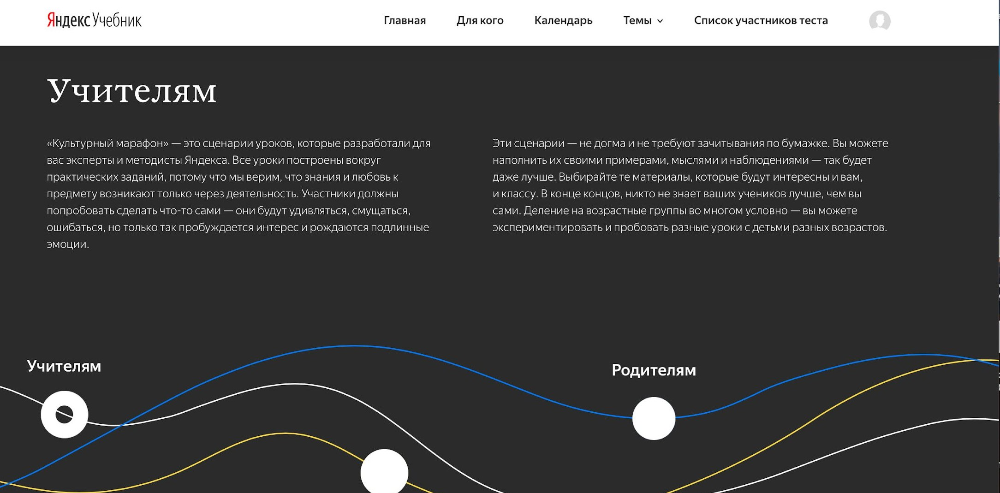 Яндекс Учебник
Главная
Для кого
Календарь
Темы
Список участников теста
Учителям
«Культурный марафон» — это сценарии уроков, которые разработали для
вас эксперты и методисты Яндекса. Все уроки построены вокруг
практических заданий, потому что мы верим, что знания и любовь к
предмету возникают только через деятельность. Участники должны
попробовать сделать что-то сами — они будут удивляться, смущаться,
ошибаться, но только так пробуждается интерес и рождаются подлинные
эмоции.
Эти сценарии — не догма и не требуют зачитывания по бумажке. Вы можете
наполнить их своими примерами, мыслями и наблюдениями — так будет
даже лучше. Выбирайте те материалы, которые будут интересны и вам,
и классу. В конце концов, никто не знает ваших учеников лучше, чем вы
сами. Деление на возрастные группы во многом условно — вы можете
экспериментировать и пробовать разные уроки с детьми разных возрастов.
Учителям
Родителям